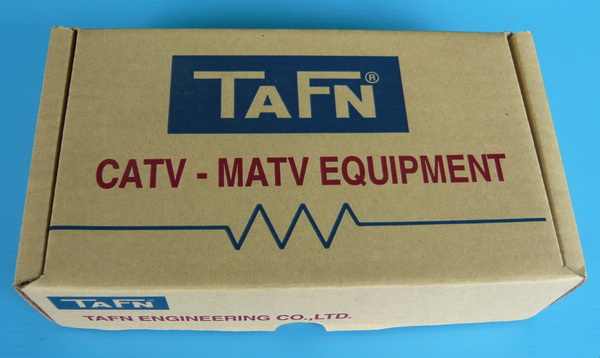 TAFN®
CATV - MATV EQUIPMENT
TAFN
TAFN ENGINEERING CO.,LTD.